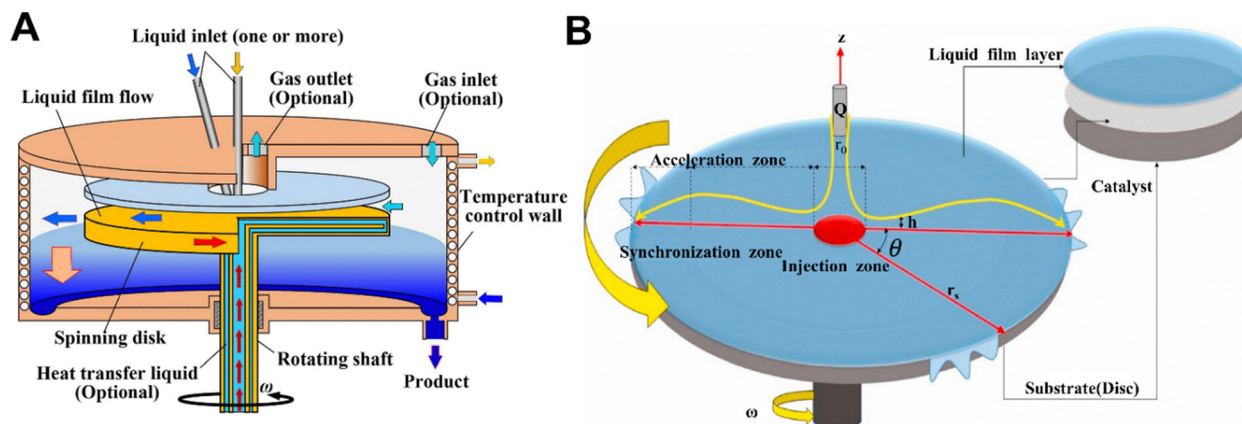 A
Liquid inlet (one or more)
Gas outlet
(Optional)
Gas inlet
(Optional)
Liquid film flow
Temperature
control wall
Spinning disk
Rotating shaft
Heat transfer liquid
(Optional)
ω
Product
B
z
Q
r0
Liquid film layer
Acceleration zone
Catalyst
h
Synchronization zone
θ
Injection zone
rs
Substrate(Disc)
ω